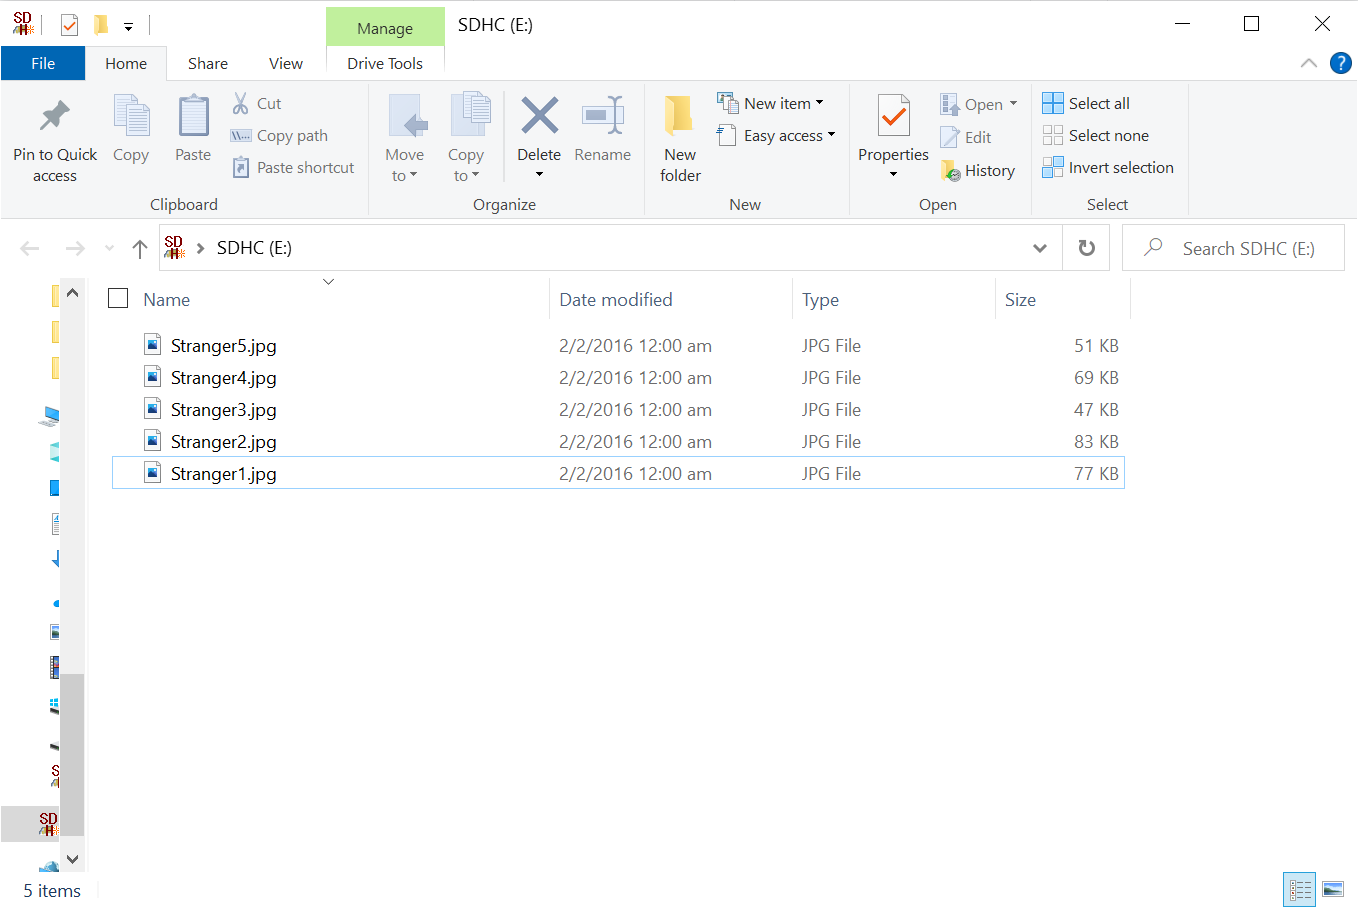 SDH
Manage
SDHC (E:)
File
Home
Share
View
Drive Tools
?
Pin to Quick access
Copy
Paste
Cut
Copy path
Paste shortcut
Clipboard
Move to
Copy to
Delete
Rename
Organize
New folder
New item
Easy access
New
Properties
Open
Edit
History
Open
Select all
Select none
Invert selection
Select
SDH
SDHC (E:)
Search SDHC (E:)
Name
Date modified
Type
Size
Stranger5.jpg 2/2/2016 12:00 am JPG File 51 KB
Stranger4.jpg 2/2/2016 12:00 am JPG File 69 KB
Stranger3.jpg 2/2/2016 12:00 am JPG File 47 KB
Stranger2.jpg 2/2/2016 12:00 am JPG File 83 KB
Stranger1.jpg 2/2/2016 12:00 am JPG File 77 KB
SDH
5 items